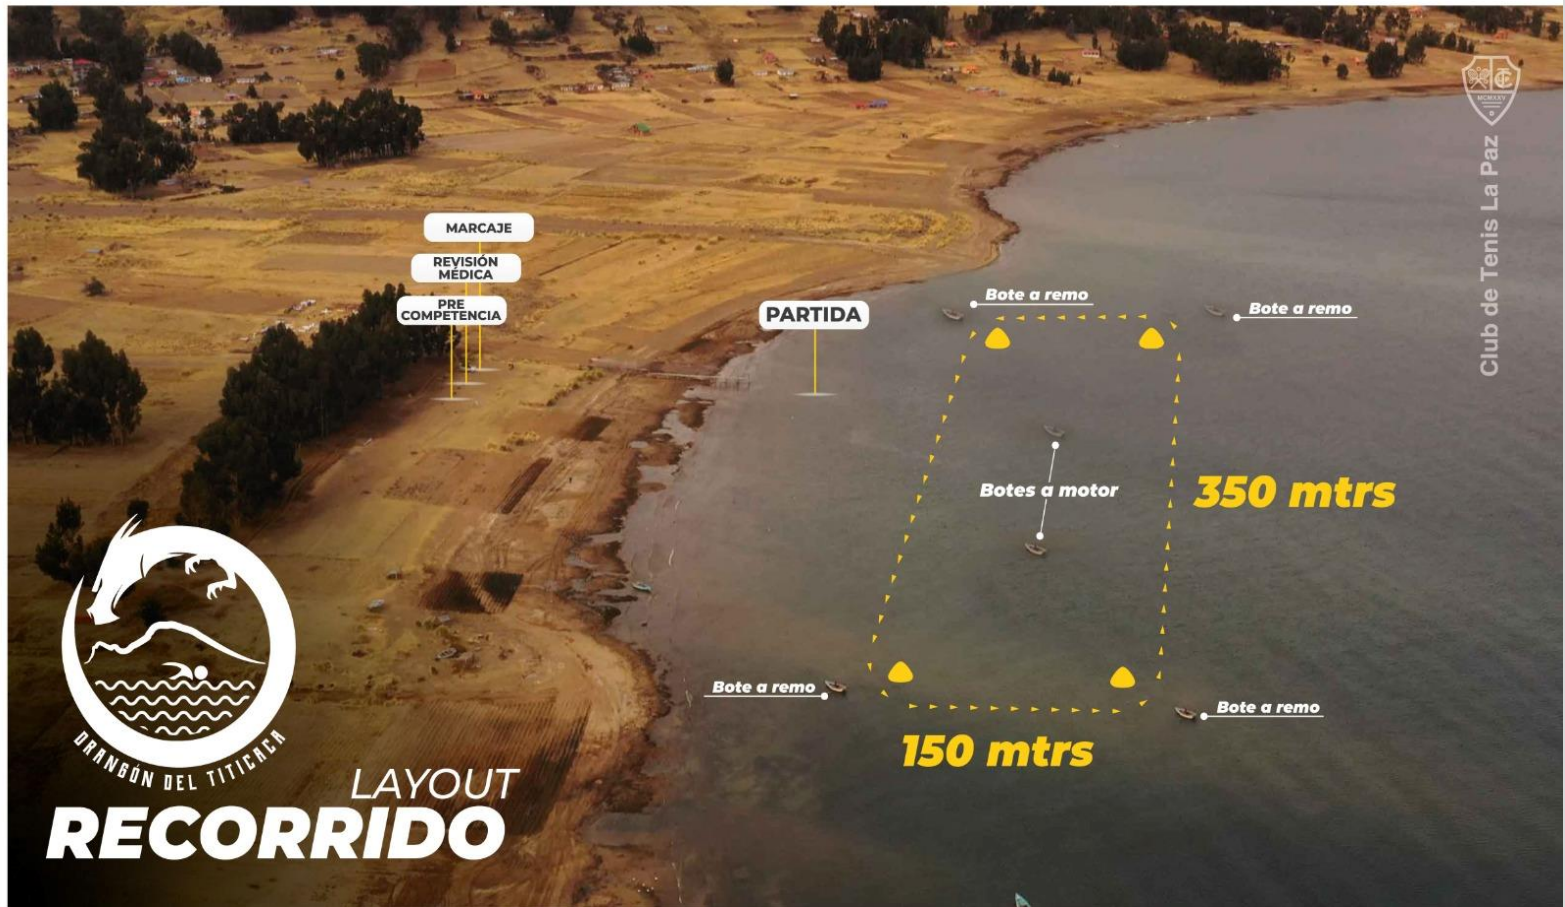 MCMXXV
Club de Tenis La Paz
MARCAJE
REVISIÓN
MÉDICA
PRE
COMPETENCIA
PARTIDA
Bote a remo
Bote a remo
Botes a motor
350 mtrs
Bote a remo
Bote a remo
150 mtrs
DRANGÓN DEL TITICACA
LAYOUT
RECORRIDO